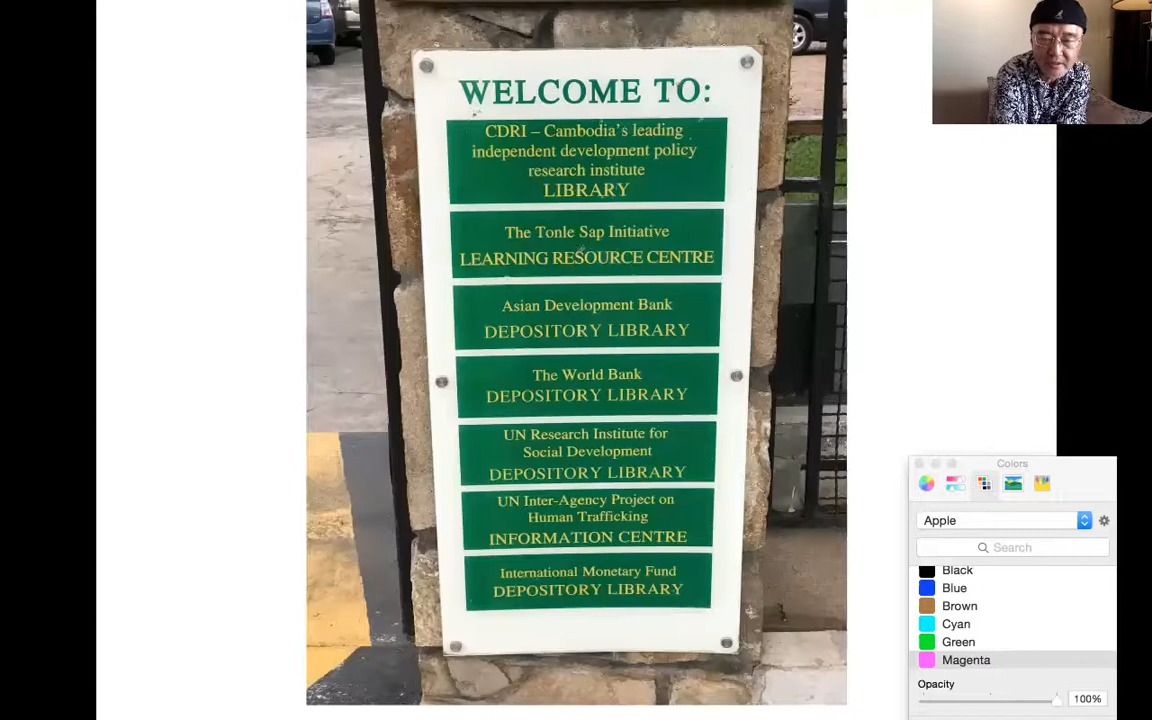 WELCOME TO:
CDRI – Cambodia's leading
independent development policy
research institute
LIBRARY
The Tonle Sap Initiative
LEARNING RESOURCE CENTRE
Asian Development Bank
DEPOSITORY LIBRARY
The World Bank
DEPOSITORY LIBRARY
UN Research Institute for
Social Development
DEPOSITORY LIBRARY
UN Inter-Agency Project on
Human Trafficking
INFORMATION CENTRE
International Monetary Fund
DEPOSITORY LIBRARY
Colors
Apple
Search
Black
Blue
Brown
Cyan
Green
Magenta
Opacity
100%